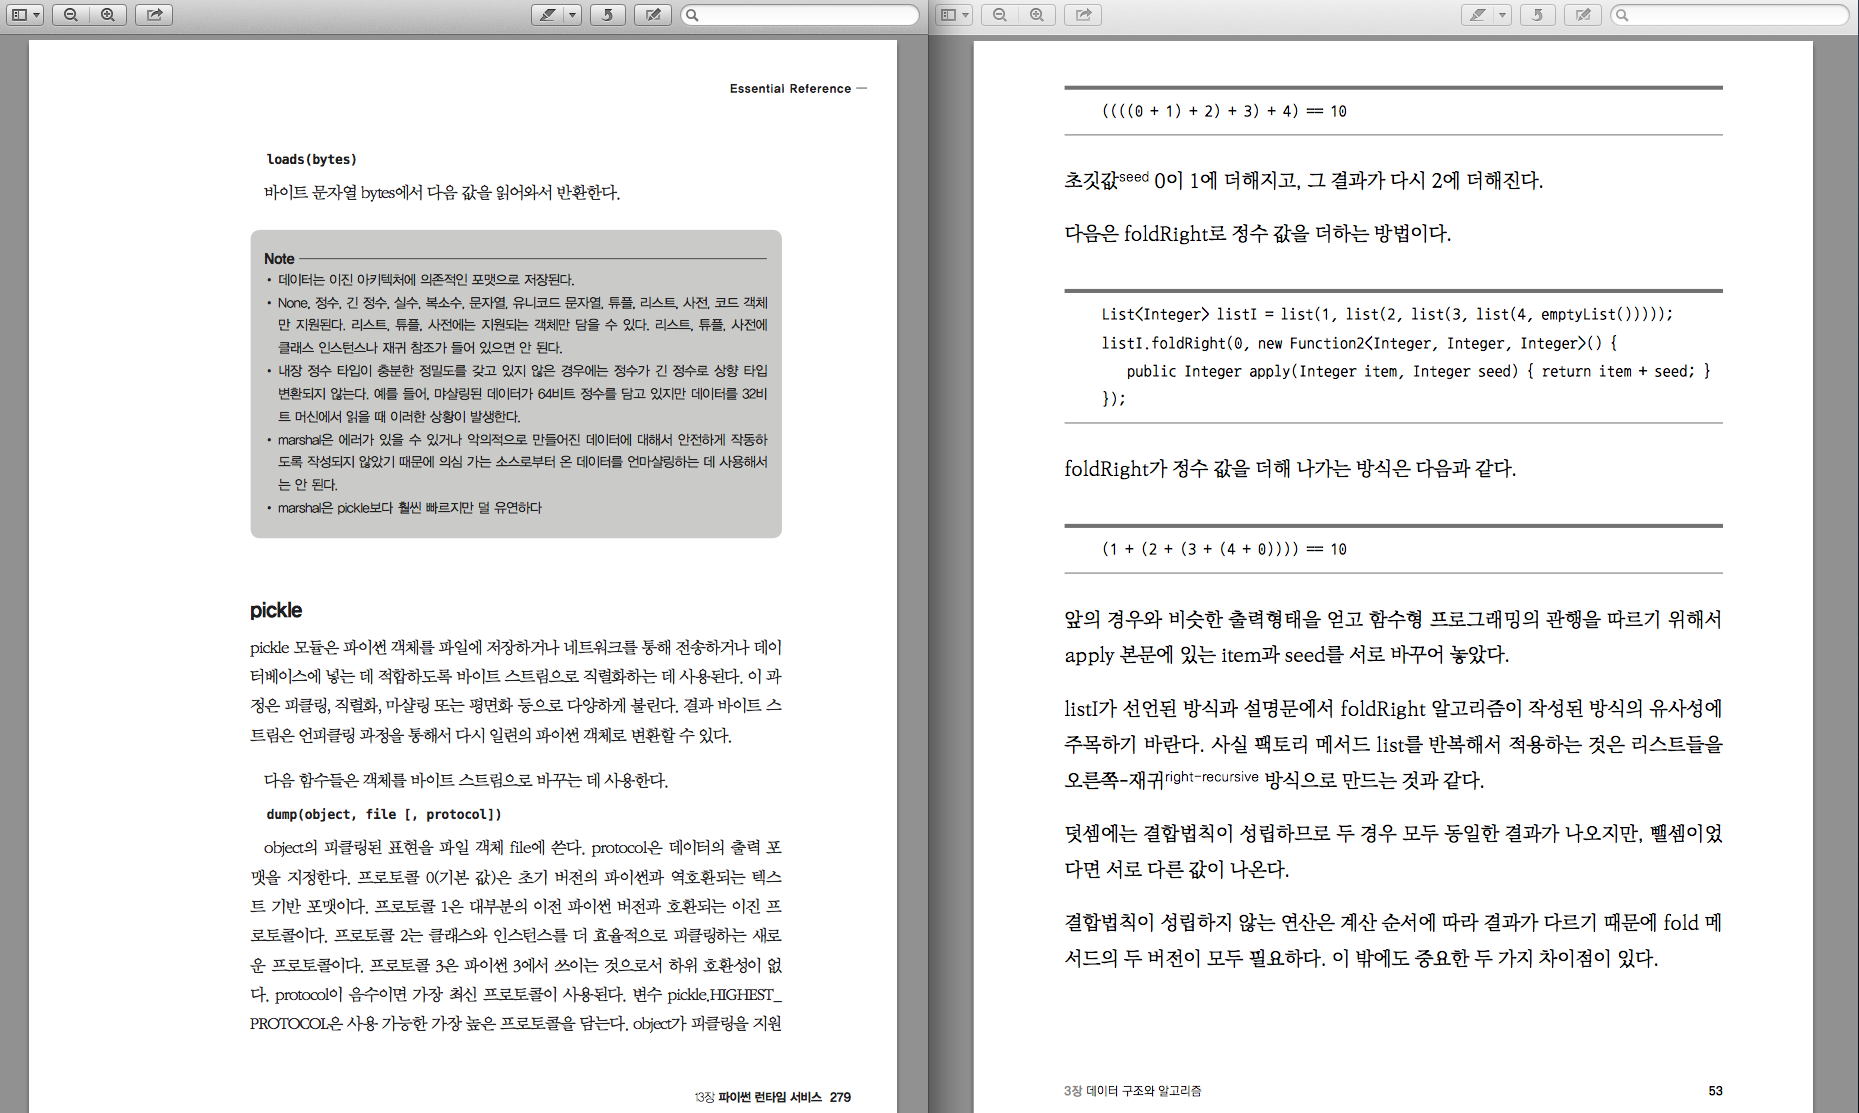 Essential Reference
loads(bytes)
바이트 문자열 bytes에서 다음 값을 읽어와서 반환한다.
Note
• 데이터는 이진 아키텍처에 의존적인 포맷으로 저장된다.
• None, 정수, 긴 정수, 실수, 복소수, 문자열, 유니코드 문자열, 튜플, 리스트, 사전, 코드 객체
만 지원된다. 리스트, 튜플, 사전에는 지원되는 객체만 담을 수 있다. 리스트, 튜플, 사전에
클래스 인스턴스나 재귀 참조가 들어 있으면 안 된다.
• 내장 정수 타입이 충분한 정밀도를 갖고 있지 않은 경우에는 정수가 긴 정수로 상향 타입
변환되지 않는다. 예를 들어, 먀샬링된 데이터가 64비트 정수를 담고 있지만 데이터를 32비
트 머신에서 읽을 때 이러한 상황이 발생한다.
• marshal은 에러가 있을 수 있거나 악의적으로 만들어진 데이터에 대해서 안전하게 작동하
도록 작성되지 않았기 때문에 의심 가는 소스로부터 온 데이터를 언마샬링하는 데 사용해서
는 안 된다.
• marshal은 pickle보다 훨씬 빠르지만 덜 유연하다
pickle
pickle 모듈은 파이썬 객체를 파일에 저장하거나 네트워크를 통해 전송하거나 데이
터베이스에 넣는 데 적합하도록 바이트 스트림으로 직렬화하는 데 사용된다. 이 과
정은 피클링, 직렬화, 마샬링 또는 평면화 등으로 다양하게 불린다. 결과 바이트 스
트림은 언피클링 과정을 통해서 다시 일련의 파이썬 객체로 변환할 수 있다.
다음 함수들은 객체를 바이트 스트림으로 바꾸는 데 사용한다.
dump(object, file [, protocol])
object의 피클링된 표현을 파일 객체 file에 쓴다. protocol은 데이터의 출력 포
맷을 지정한다. 프로토콜 0(기본 값)은 초기 버전의 파이썬과 역호환되는 텍스
트 기반 포맷이다. 프로토콜 1은 대부분의 이전 파이썬 버전과 호환되는 이진 프
로토콜이다. 프로토콜 2는 클래스와 인스턴스를 더 효율적으로 피클링하는 새로
운 프로토콜이다. 프로토콜 3은 파이썬 3에서 쓰이는 것으로서 하위 호환성이 없
다. protocol이 음수이면 가장 최신 프로토콜이 사용된다. 변수 pickle.HIGHEST_
PROTOCOL은 사용 가능한 가장 높은 프로토콜을 담는다. object가 피클링을 지원
13장 파이썬 런타임 서비스 279
((((0 + 1) + 2) + 3) + 4) == 10
초깃값seed 0이 1에 더해지고, 그 결과가 다시 2에 더해진다.
다음은 foldRight로 정수 값을 더하는 방법이다.
List<Integer> listI = list(1, list(2, list(3, list(4, emptyList()))));
listI.foldRight(0, new Function2<Integer, Integer, Integer>() {
public Integer apply(Integer item, Integer seed) { return item + seed; }
});
foldRight가 정수 값을 더해 나가는 방식은 다음과 같다.
(1 + (2 + (3 + (4 + 0)))) == 10
앞의 경우와 비슷한 출력형태을 얻고 함수형 프로그래밍의 관행을 따르기 위해서
apply 본문에 있는 item과 seed를 서로 바꾸어 놓았다.
listI가 선언된 방식과 설명문에서 foldRight 알고리즘이 작성된 방식의 유사성에
주목하기 바란다. 사실 팩토리 메서드 list를 반복해서 적용하는 것은 리스트들을
오른쪽-재귀right-recursive 방식으로 만드는 것과 같다.
덧셈에는 결합법칙이 성립하므로 두 경우 모두 동일한 결과가 나오지만, 뺄셈이었
다면 서로 다른 값이 나온다.
결합법칙이 성립하지 않는 연산은 계산 순서에 따라 결과가 다르기 때문에 fold 메
서드의 두 버전이 모두 필요하다. 이 밖에도 중요한 두 가지 차이점이 있다.
3장 데이터 구조와 알고리즘 53